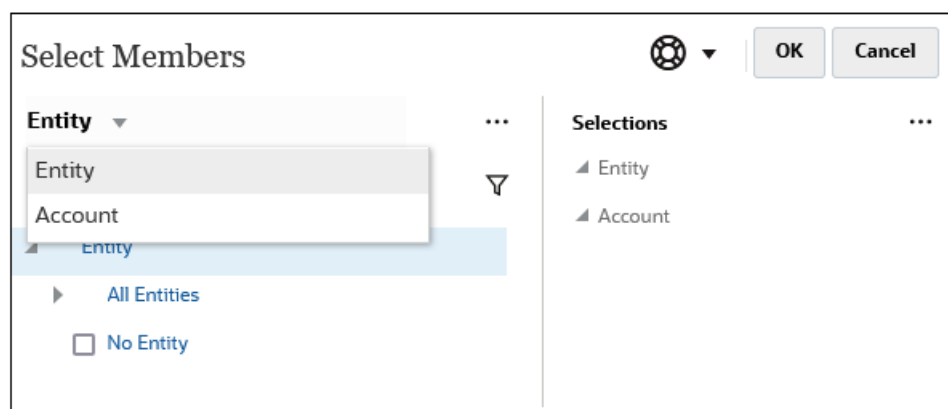 Select Members
OK
Cancel
Entity
...
Entity
Account
Entity
All Entities
No Entity
Selections
...
Entity
Account